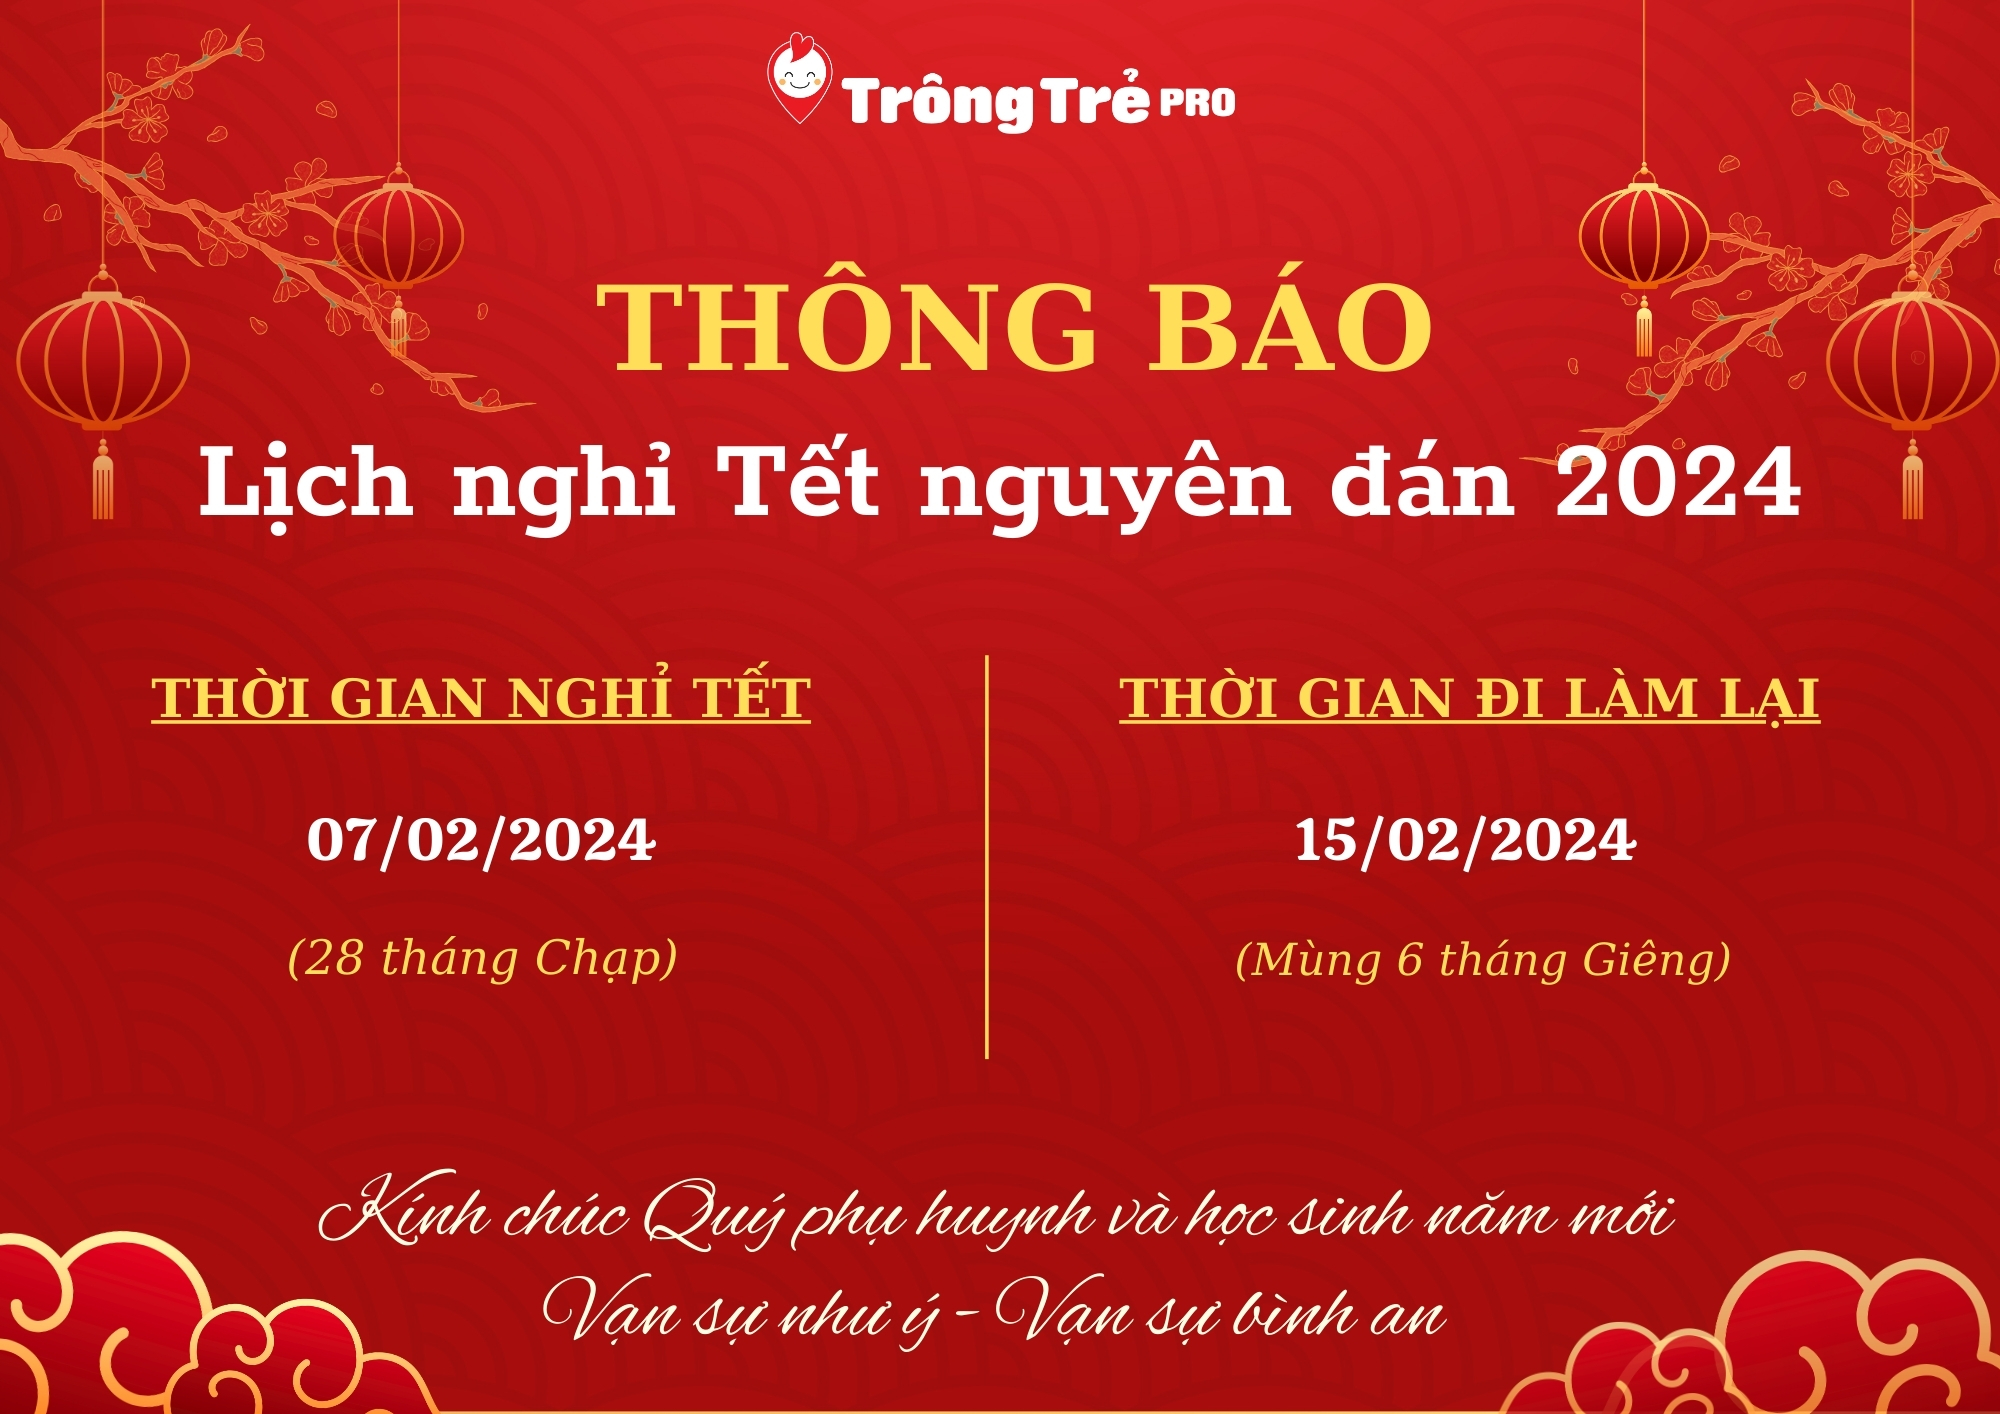 TrôngTrẻ PRO
THÔNG BÁO
Lịch nghỉ Tết nguyên đán 2024
THỜI GIAN NGHỈ TẾT
07/02/2024
(28 tháng Chạp)
THỜI GIAN ĐI LÀM LẠI
15/02/2024
(Mùng 6 tháng Giêng)
Kính chúc Quý phụ huynh và học sinh năm mới
Vạn sự như ý - Vạn sự bình an